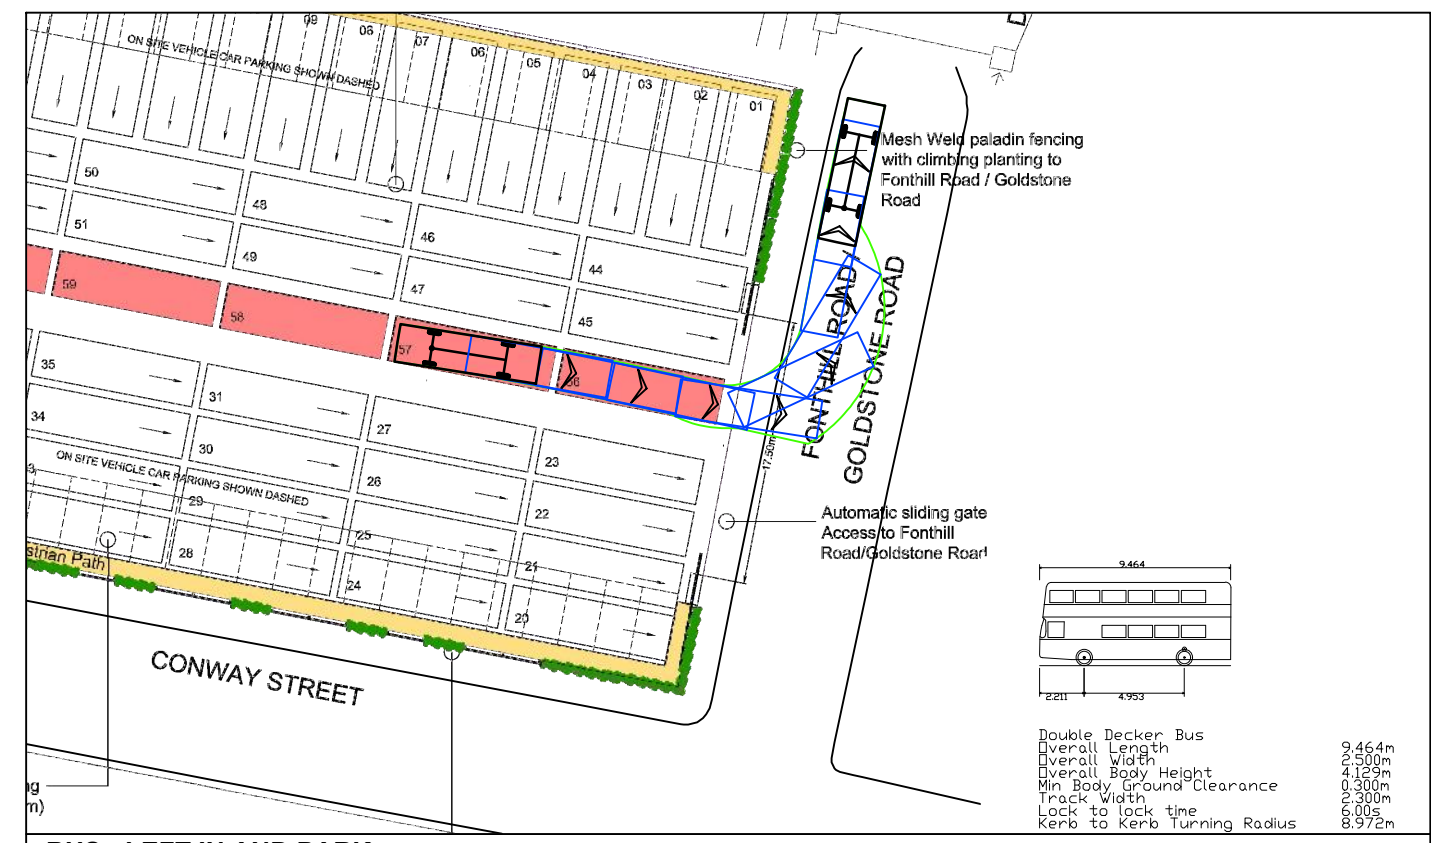 09
06
07
06
05
04
03
02
01
ON SITE VEHICLE CAR PARKING SHOWN DASHED
Mesh Weld paladin fencing
with climbing planting to
Fonthill Road / Goldstone
Road
50
48
46
44
51
49
47
45
59
58
57
56
FONTHILL ROAD /
GOLDSTONE ROAD
35
31
27
23
34
30
26
22
ON SITE VEHICLE CAR PARKING SHOWN DASHED
29
25
21
28
24
20
17.50m
Automatic sliding gate
Access to Fonthill
Road/Goldstone Road
strian Path
CONWAY STREET
ng
m)
9.464
2.211
4.953
Double Decker Bus
Overall Length 9.464m
Overall Width 2.500m
Overall Body Height 4.129m
Min Body Ground Clearance 0.300m
Track Width 2.300m
Lock to lock time 6.00s
Kerb to Kerb Turning Radius 8.972m